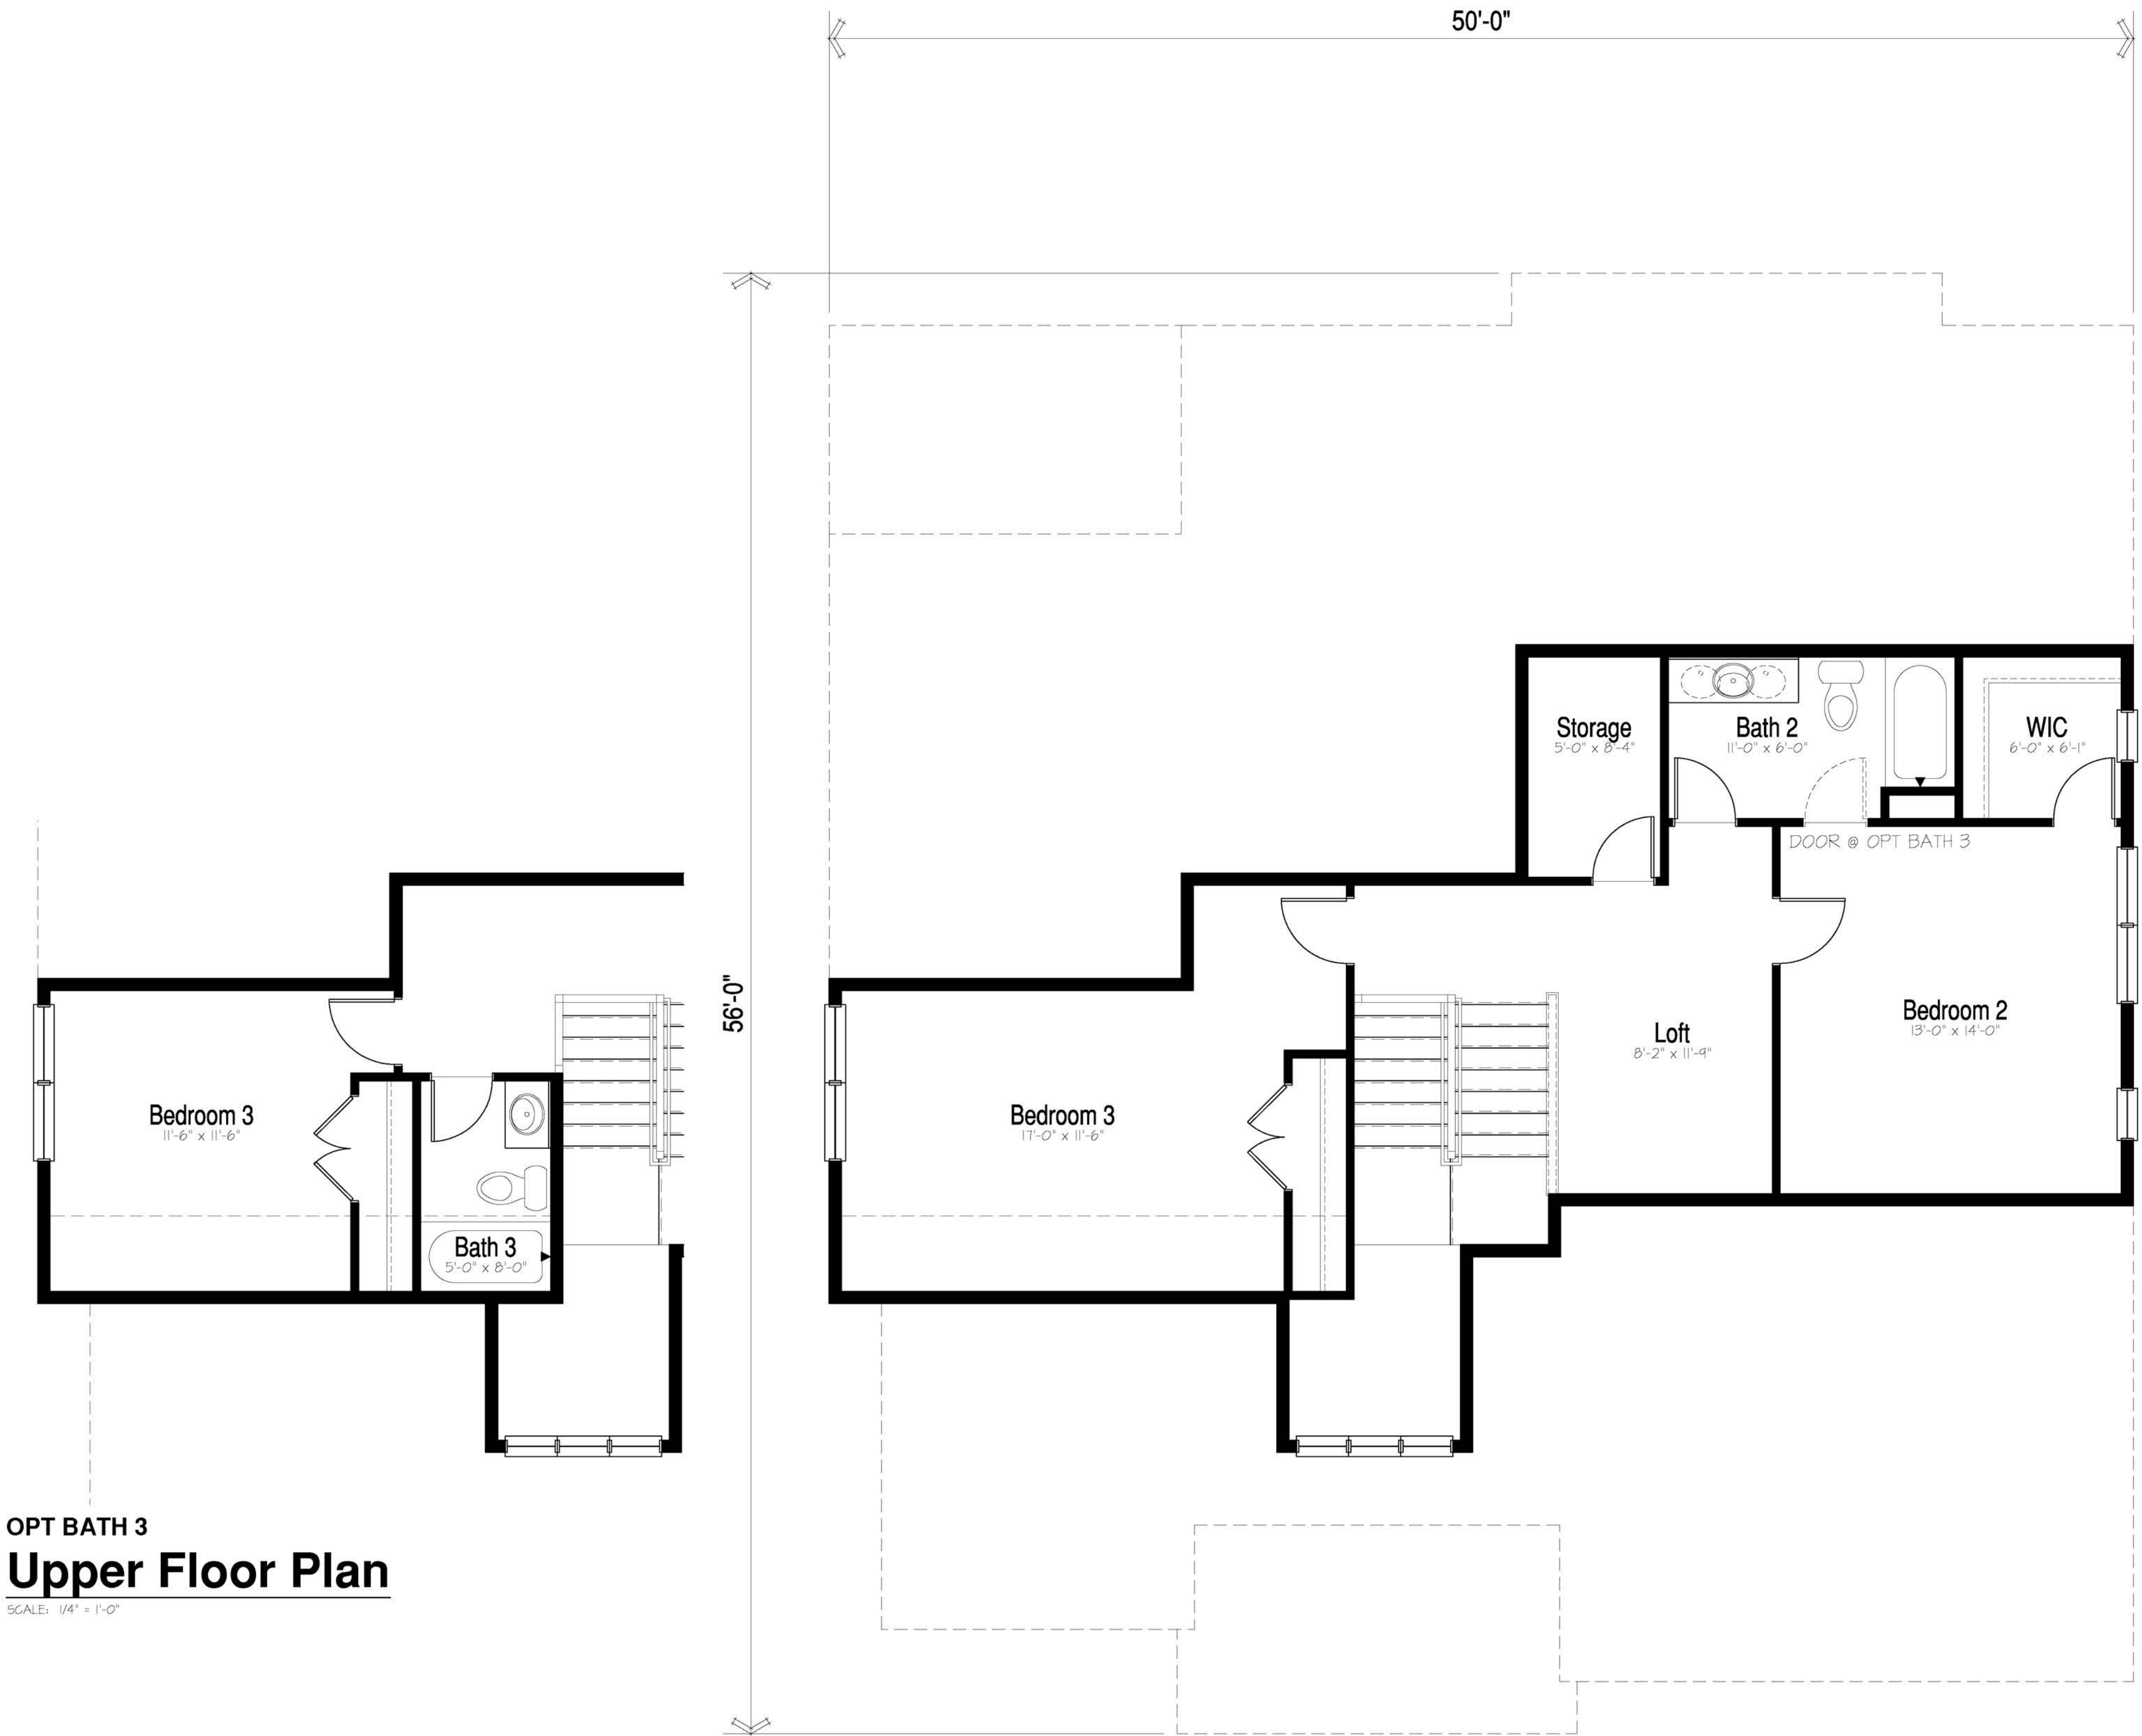 50'-0"
56'-0"
Storage
5'-0" x 8'-4"
Bath 2
11'-0" x 6'-0"
WIC
6'-0" x 6'-1"
DOOR @ OPT BATH 3
Bedroom 2
13'-0" x 14'-0"
Loft
8'-2" x 11'-9"
Bedroom 3
17'-0" x 11'-6"
Bedroom 3
11'-6" x 11'-6"
Bath 3
5'-0" x 8'-0"
OPT BATH 3
Upper Floor Plan
SCALE: 1/4" = 1'-0"